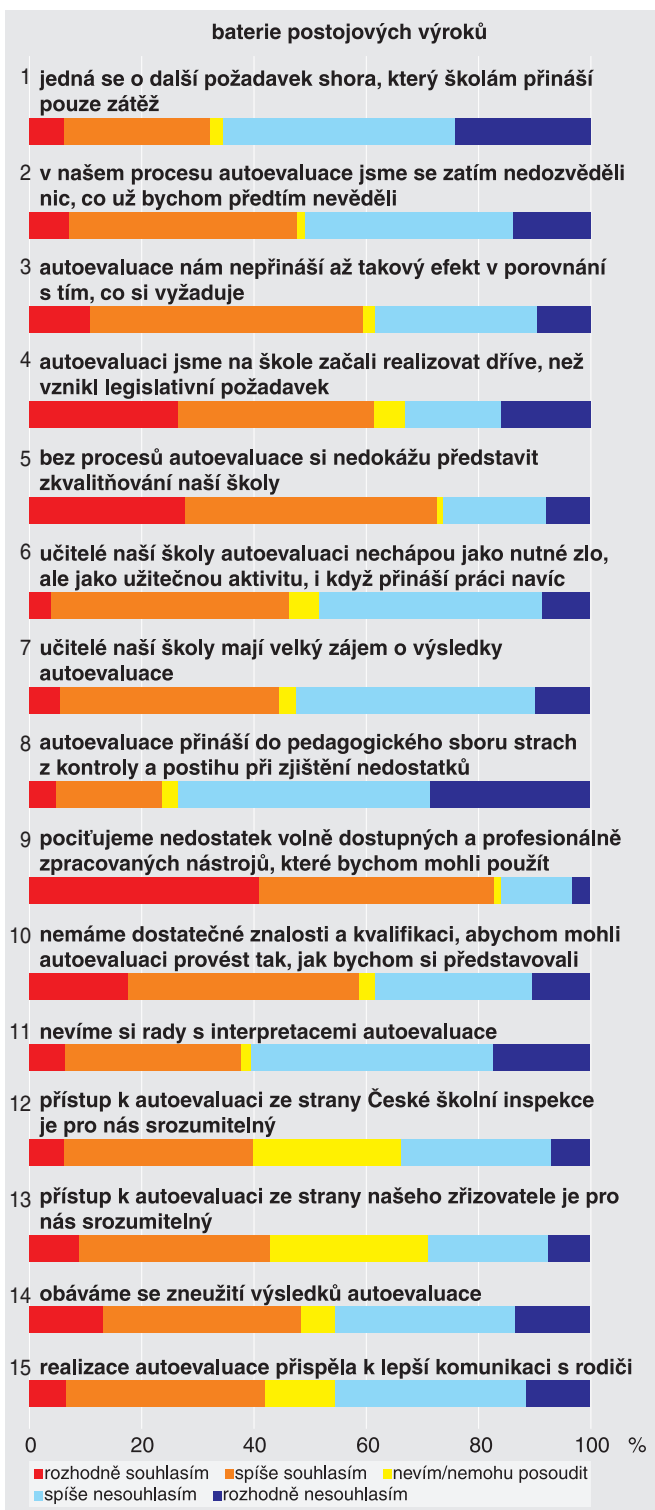 baterie postojových výroků
1 jedná se o další požadavek shora, který školám přináší
pouze zátěž
2 v našem procesu autoevaluace jsme se zatím nedozvěděli
nic, co už bychom předtím nevěděli
3 autoevaluace nám nepřináší až takový efekt v porovnání
s tím, co si vyžaduje
4 autoevaluaci jsme na škole začali realizovat dříve, než
vznikl legislativní požadavek
5 bez procesů autoevaluace si nedokážu představit
zkvalitňování naší školy
6 učitelé naší školy autoevaluaci nechápou jako nutné zlo,
ale jako užitečnou aktivitu, i když přináší práci navíc
7 učitelé naší školy mají velký zájem o výsledky
autoevaluace
8 autoevaluace přináší do pedagogického sboru strach
z kontroly a postihu při zjištění nedostatků
9 pociťujeme nedostatek volně dostupných a profesionálně
zpracovaných nástrojů, které bychom mohli použít
10 nemáme dostatečné znalosti a kvalifikaci, abychom mohli
autoevaluaci provést tak, jak bychom si představovali
11 nevíme si rady s interpretacemi autoevaluace
12 přístup k autoevaluaci ze strany České školní inspekce
je pro nás srozumitelný
13 přístup k autoevaluaci ze strany našeho zřizovatele je pro
nás srozumitelný
14 obáváme se zneužití výsledků autoevaluace
15 realizace autoevaluace přispěla k lepší komunikaci s rodiči
0 20 40 60 80 100 %
rozhodně souhlasím spíše souhlasím nevím/nemohu posoudit
spíše nesouhlasím rozhodně nesouhlasím